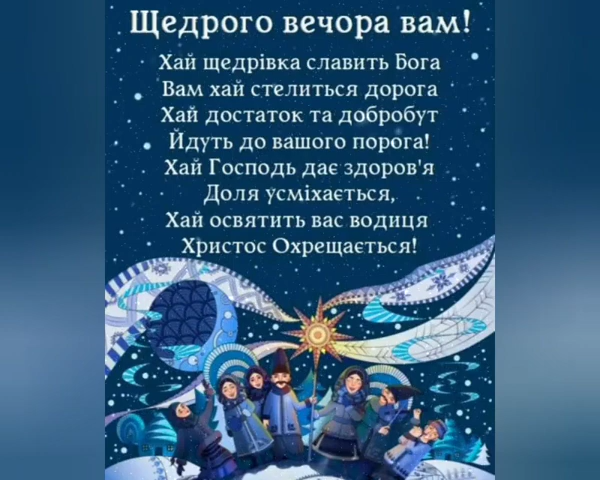 Щедрого вечора вам!
Хай щедрівка славить Бога
Вам хай стелиться дорога
Хай достаток та добробут
Йдуть до вашого порога!
Хай Господь дає здоров'я
Доля усміхається,
Хай освятить вас водиця
Христос Охрещається!